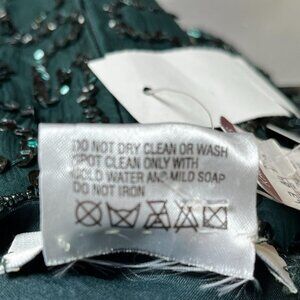 DO NOT DRY CLEAN OR WASH
SPOT CLEAN ONLY WITH
COLD WATER AND MILD SOAP
DO NOT IRON